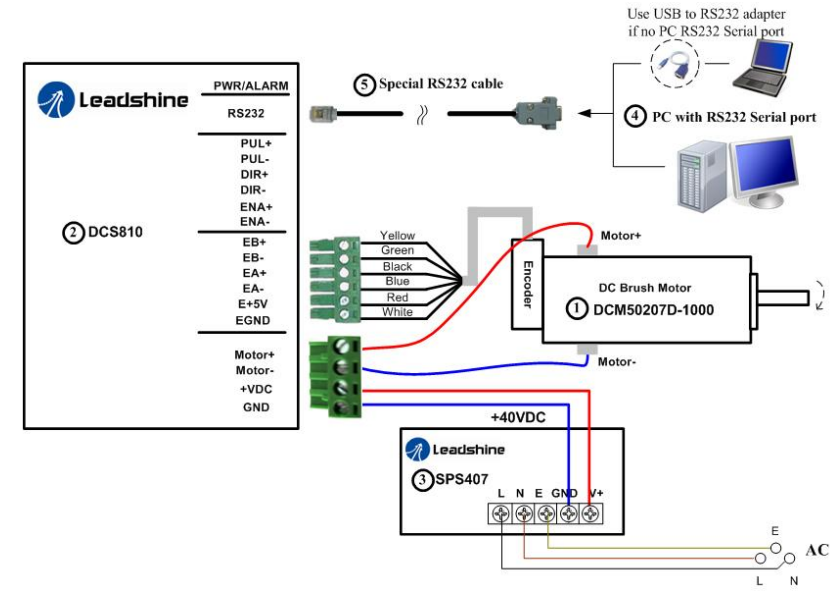 Use USB to RS232 adapter
if no PC RS232 Serial port
Leadshine
PWR/ALARM
RS232
5 Special RS232 cable
4 PC with RS232 Serial port
PUL+
PUL-
DIR+
DIR-
ENA+
ENA-
2 DCS810
EB+
EB-
EA+
EA-
E+5V
EGND
Yellow
Green
Black
Blue
Red
White
Encoder
Motor+
DC Brush Motor
1 DCM50207D-1000
Motor-
Motor+
Motor-
+VDC
GND
+40VDC
Leadshine
3 SPS407
L N E GND V+
E
AC
L N